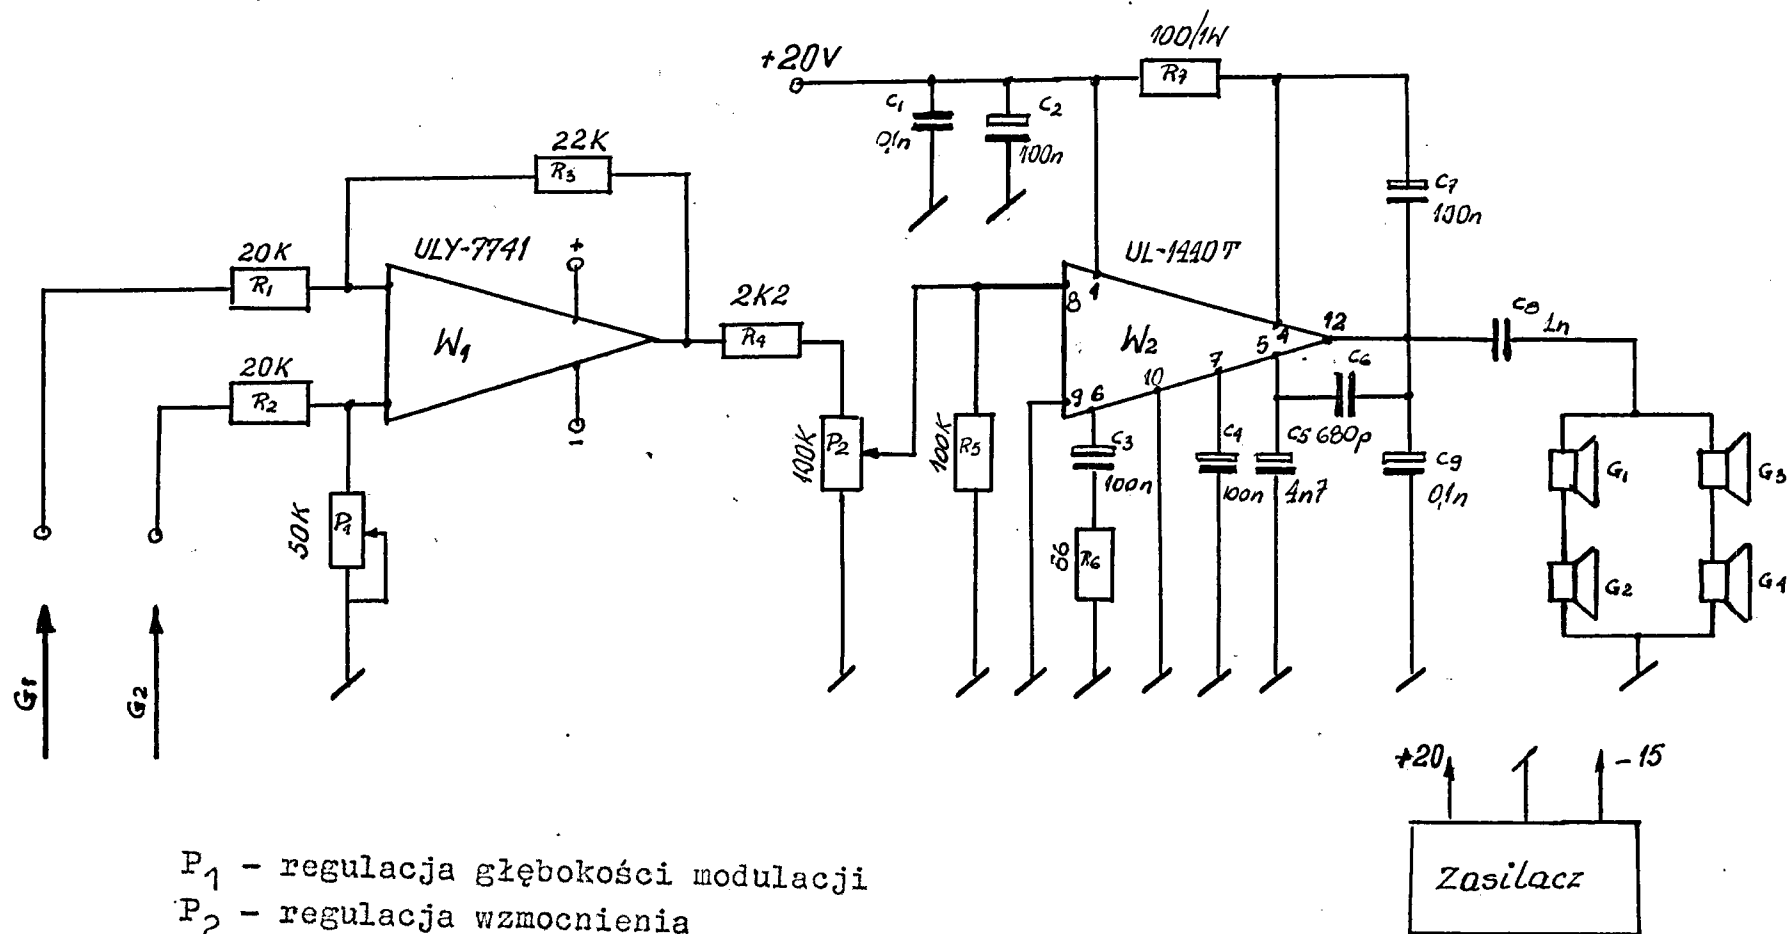 100/1W
+20V
R7
C1
0,1n
C2
100n
22K
R3
C7
100n
ULY-7741
+
UL-1440T
20K
R1
2K2
8
1
C8
1n
W1
R4
W2
4
12
5
C6
7
10
20K
R2
9
6
680p
100K
P2
100K
R5
C3
100n
C4
100n
C5
4n7
C9
0,1n
G1
G3
50K
P1
56
R6
G2
G4
G1
G2
+20
-15
Zasilacz
P1 - regulacja głębokości modulacji
P2 - regulacja wzmocnienia